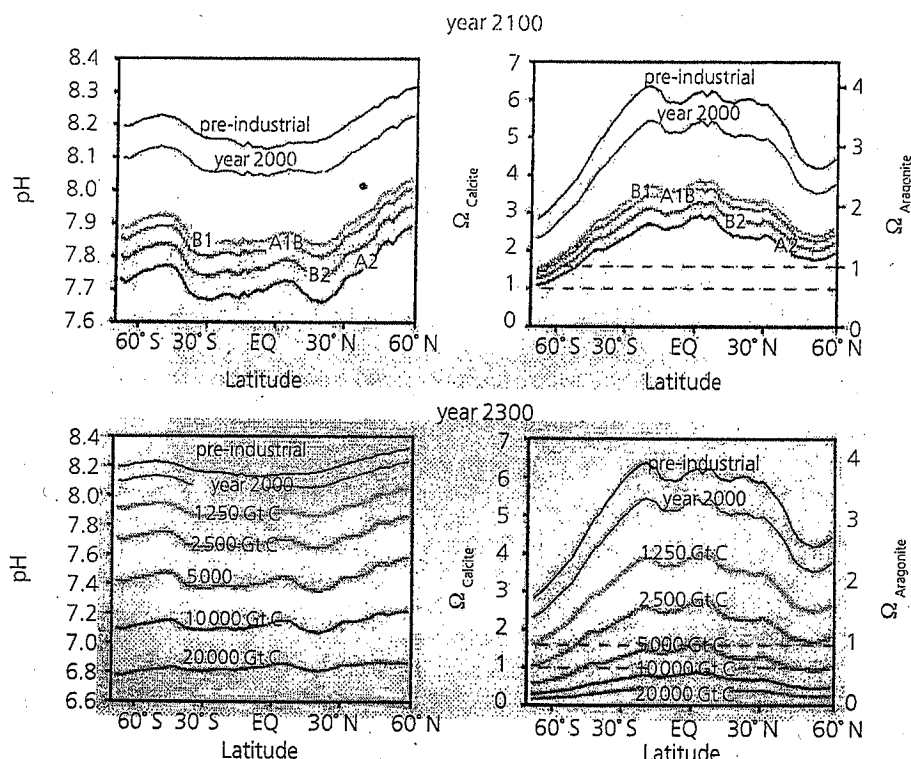 year 2100
8.4
8.3
8.2
8.1
8.0
7.9
7.8
7.7
7.6
pH
pre-industrial
year 2000
B1
A1B
B2
A2
60°S 30°S EQ 30°N 60°N
Latitude
7
6
5
4
3
2
1
0
Ω Calcite
pre-industrial
year 2000
B1 A1B
B2
A2
4
3
2
1
0
Ω Aragonite
60°S 30°S EQ 30°N 60°N
Latitude
year 2300
8.4
8.2
8.0
7.8
7.6
7.4
7.2
7.0
6.8
6.6
pH
pre-industrial
year 2000
1250 Gt C
2500 Gt C
5000
10000 Gt C
20000 Gt C
60°S 30°S EQ 30°N 60°N
Latitude
7
6
5
4
3
2
1
0
Ω Calcite
pre-industrial
year 2000
1250 Gt C
2500 Gt C
5000 Gt C
10000 Gt C
20000 Gt C
4
3
2
1
0
Ω Aragonite
60°S 30°S EQ 30°N 60°N
Latitude